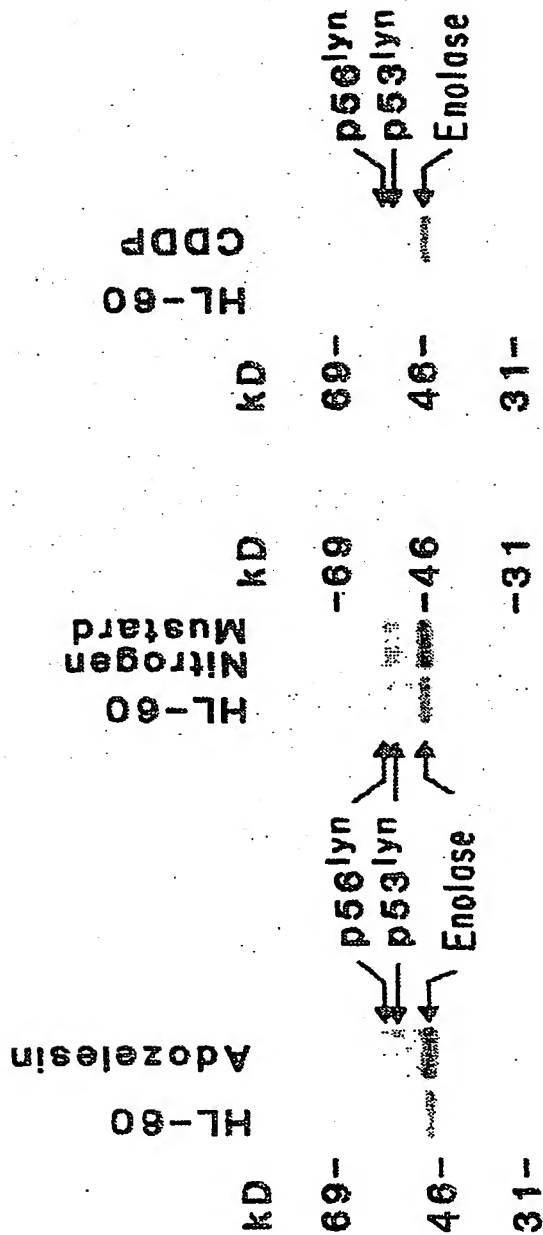 HL-60
Adozelesin
kD
69-
46-
31-
p56lyn
p53lyn
Enolase
HL-60
Nitrogen
Mustard
kD
-69
-46
-31
HL-60
CDDP
kD
69-
46-
31-
p56lyn
p53lyn
Enolase